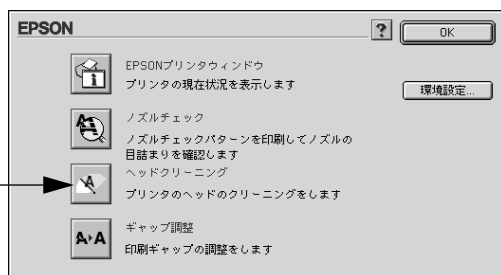 EPSON
? OK
EPSONプリンタウィンドウ
プリンタの現在状況を表示します
環境設定...
ノズルチェック
ノズルチェックパターンを印刷してノズルの
目詰まりを確認します
ヘッドクリーニング
プリンタのヘッドのクリーニングをします
ギャップ調整
印刷ギャップの調整をします